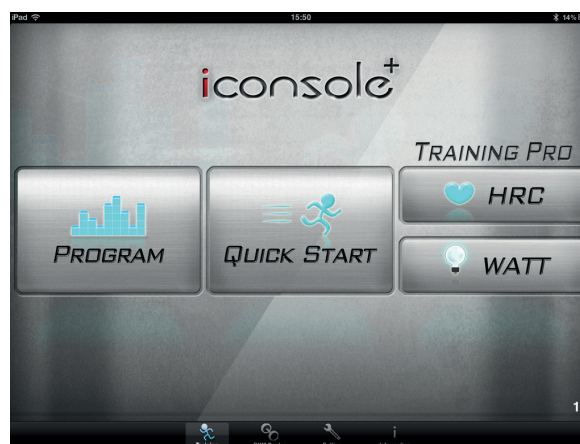 iPad 15:50 14%
iconsole+
TRAINING PRO
PROGRAM
QUICK START
HRC
WATT
1
i